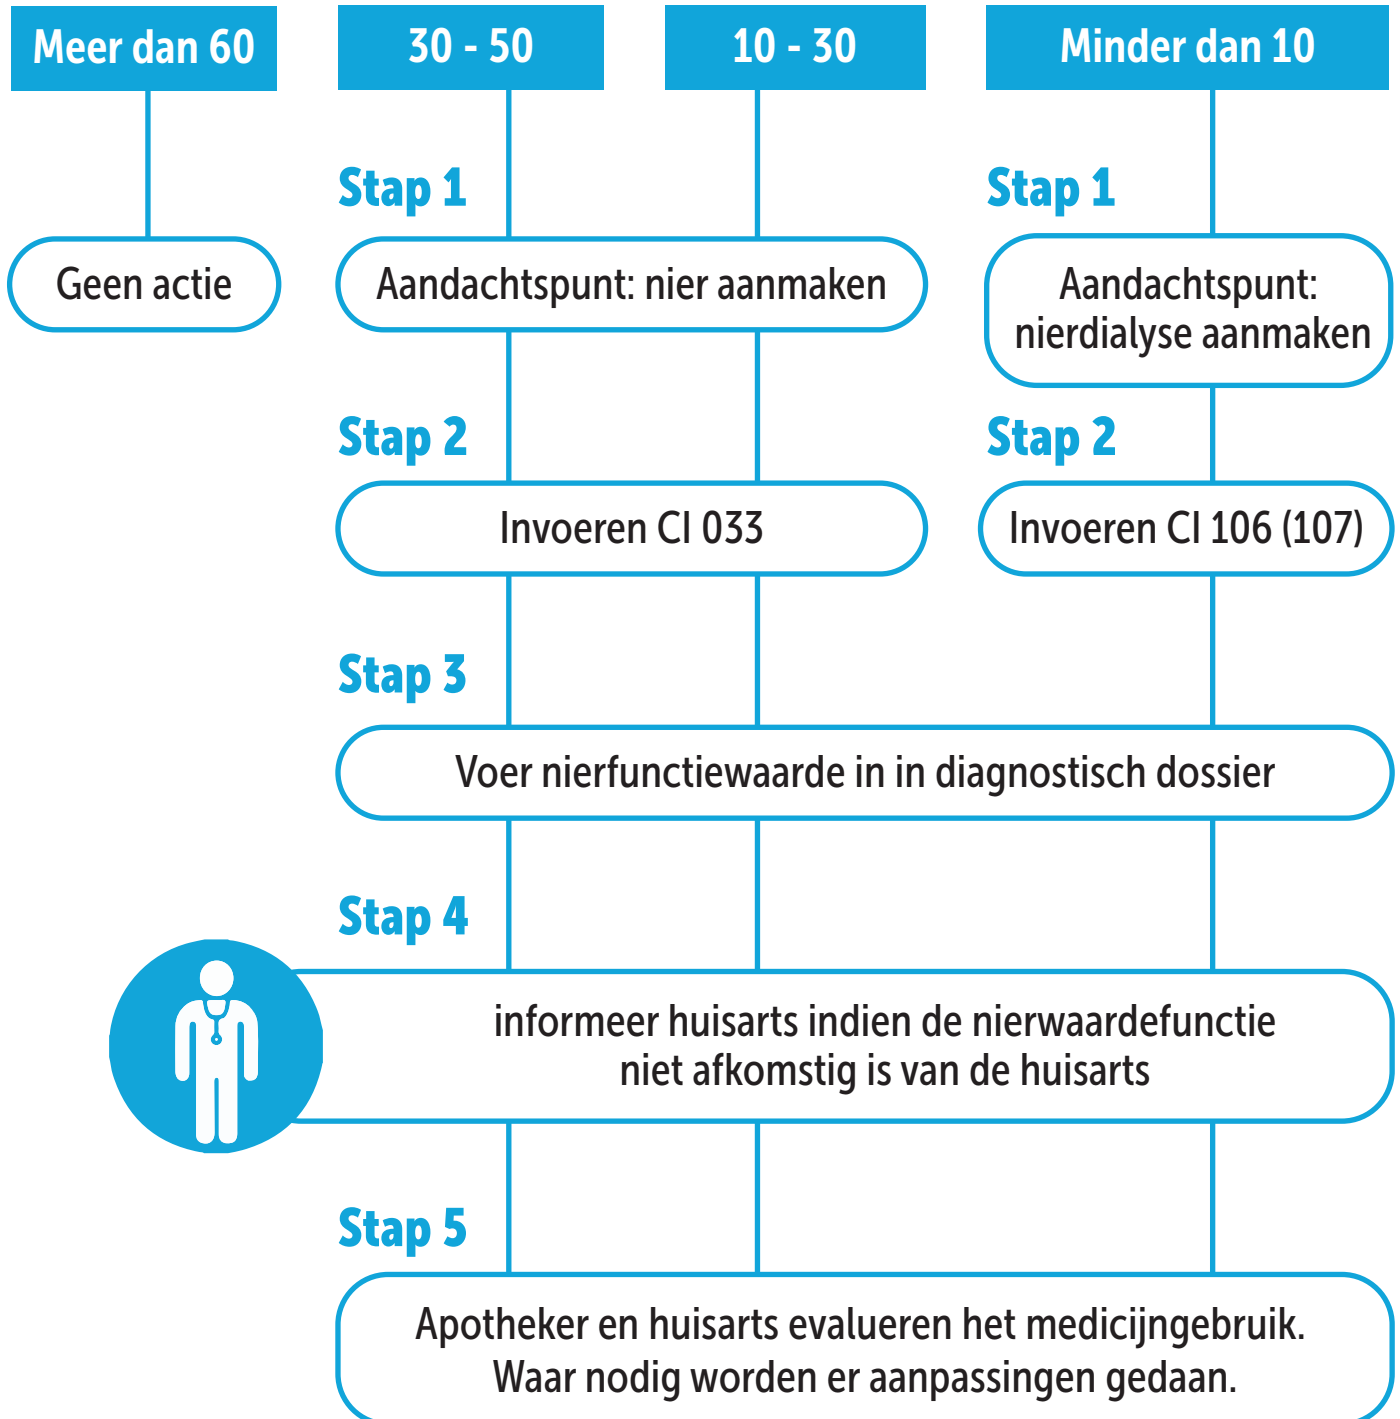 Meer dan 60
30 - 50
10 - 30
Minder dan 10
Stap 1
Stap 1
Geen actie
Aandachtspunt: nier aanmaken
Aandachtspunt:
nierdialyse aanmaken
Stap 2
Stap 2
Invoeren CI 033
Invoeren CI 106 (107)
Stap 3
Voer nierfunctiewaarde in in diagnostisch dossier
Stap 4
informeer huisarts indien de nierwaardefunctie
niet afkomstig is van de huisarts
Stap 5
Apotheker en huisarts evalueren het medicijngebruik.
Waar nodig worden er aanpassingen gedaan.